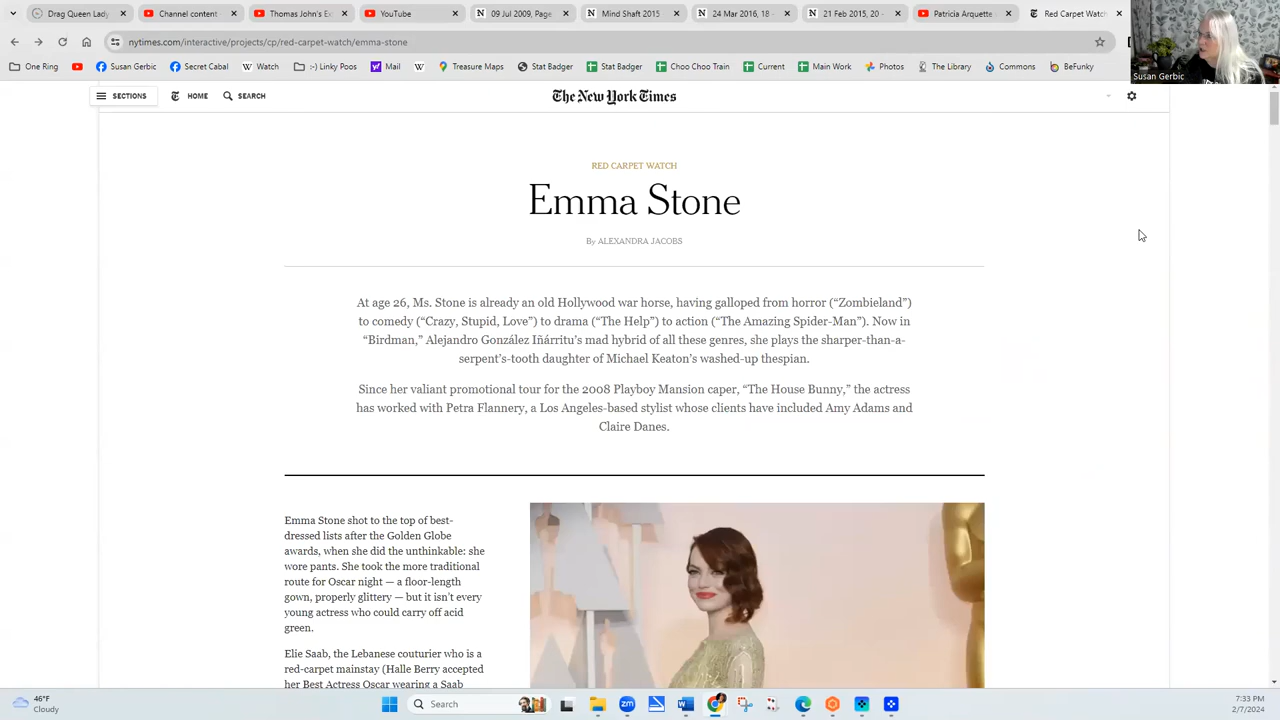 Drag Queen Lady
Channel content -
Thomas John's Ex
YouTube
09 Jul 2009, Page
Mind Shaft 2015
24 Mar 2016, 18 -
21 Feb 2015, 20 -
Patricia Arquette
Red Carpet Watch
nytimes.com/interactive/projects/cp/red-carpet-watch/emma-stone
One Ring
Susan Gerbic
Secret Cabal
Watch
:-) Linky Poos
Mail
Treasure Maps
Stat Badger
Stat Badger
Choo Choo Train
Current
Main Work
Photos
The Library
Commons
BeFunky
Susan Gerbic
SECTIONS
HOME
SEARCH
The New York Times
RED CARPET WATCH
Emma Stone
By ALEXANDRA JACOBS
At age 26, Ms. Stone is already an old Hollywood war horse, having galloped from horror (“Zombieland”)
to comedy (“Crazy, Stupid, Love”) to drama (“The Help”) to action (“The Amazing Spider-Man”). Now in
“Birdman,” Alejandro González Iñárritu’s mad hybrid of all these genres, she plays the sharper-than-a-
serpent’s-tooth daughter of Michael Keaton’s washed-up thespian.
Since her valiant promotional tour for the 2008 Playboy Mansion caper, “The House Bunny,” the actress
has worked with Petra Flannery, a Los Angeles-based stylist whose clients have included Amy Adams and
Claire Danes.
Emma Stone shot to the top of best-
dressed lists after the Golden Globe
awards, when she did the unthinkable: she
wore pants. She took the more traditional
route for Oscar night — a floor-length
gown, properly glittery — but it isn’t every
young actress who could carry off acid
green.
Elie Saab, the Lebanese couturier who is a
red-carpet mainstay (Halle Berry accepted
her Best Actress Oscar wearing a Saab
46°F
Cloudy
Search
7:33 PM
2/7/2024